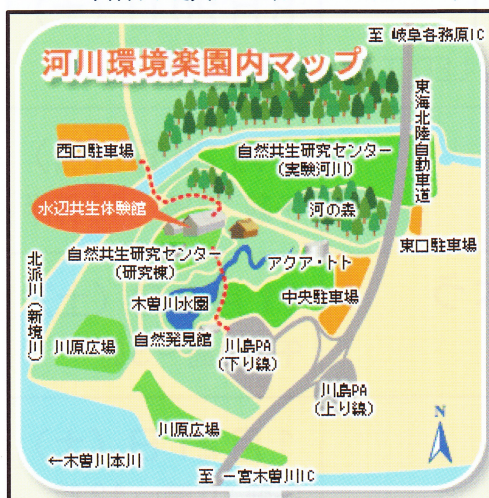 至 岐阜各務原IC
河川環境楽園内マップ
東海北陸自動車道
西口駐車場
自然共生研究センター
(実験河川)
水辺共生体験館
河の森
東口駐車場
自然共生研究センター
(研究棟)
アクア・トト
北派川(新境川)
木曽川水園
中央駐車場
自然発見館
川島PA
(下り線)
川原広場
川島PA
(上り線)
川原広場
N
←木曽川本川
至 一宮木曽川IC